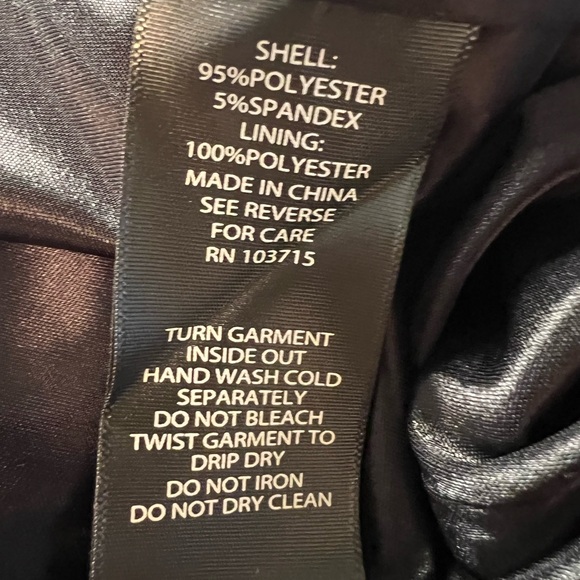 SHELL:
95%POLYESTER
5%SPANDEX
LINING:
100%POLYESTER
MADE IN CHINA
SEE REVERSE
FOR CARE
RN 103715
TURN GARMENT
INSIDE OUT
HAND WASH COLD
SEPARATELY
DO NOT BLEACH
TWIST GARMENT TO
DRIP DRY
DO NOT IRON
DO NOT DRY CLEAN